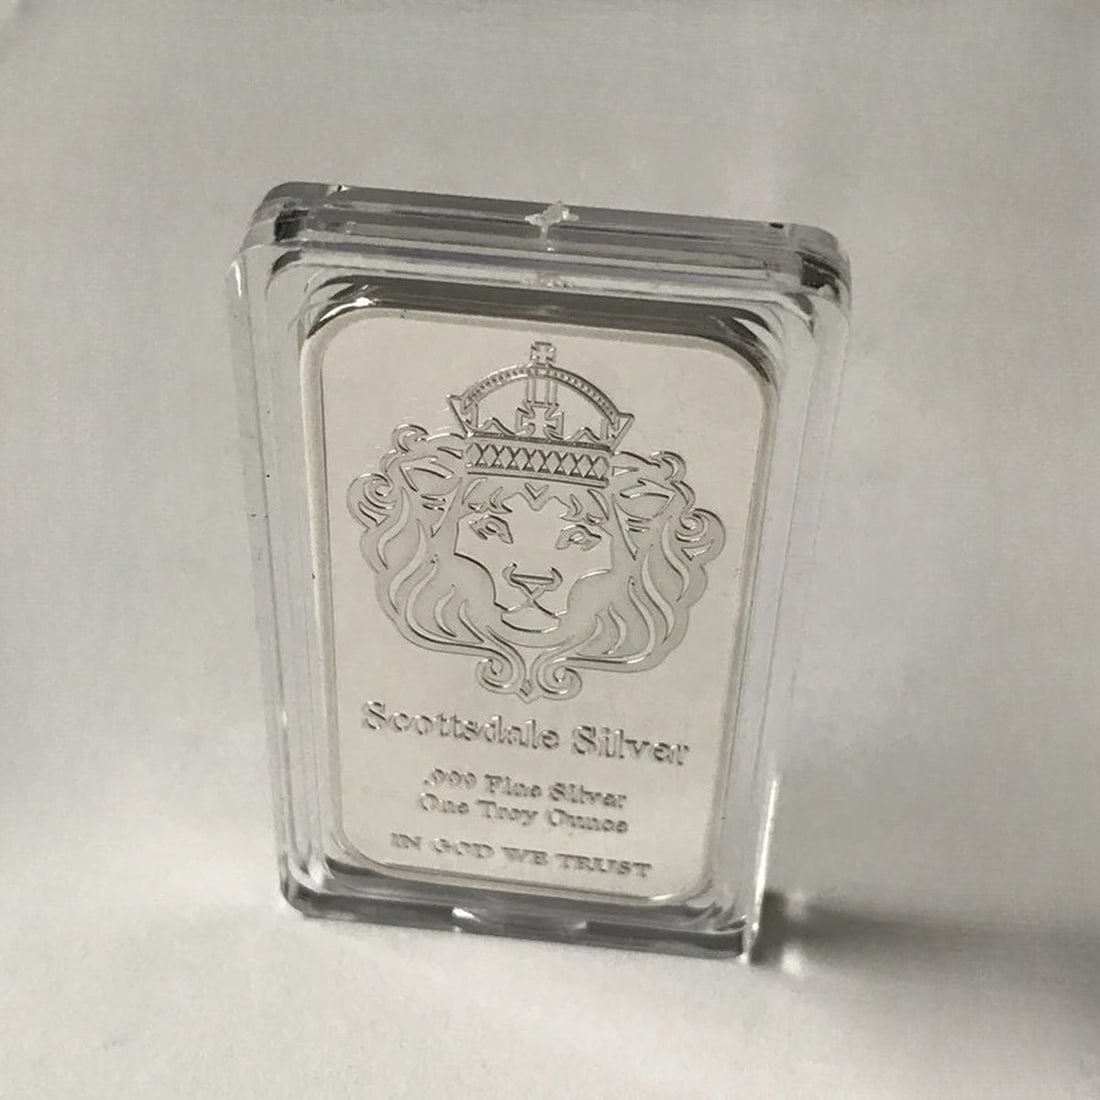 Scottsdale Silver
.999 Fine Silver
One Troy Ounce
IN GOD WE TRUST